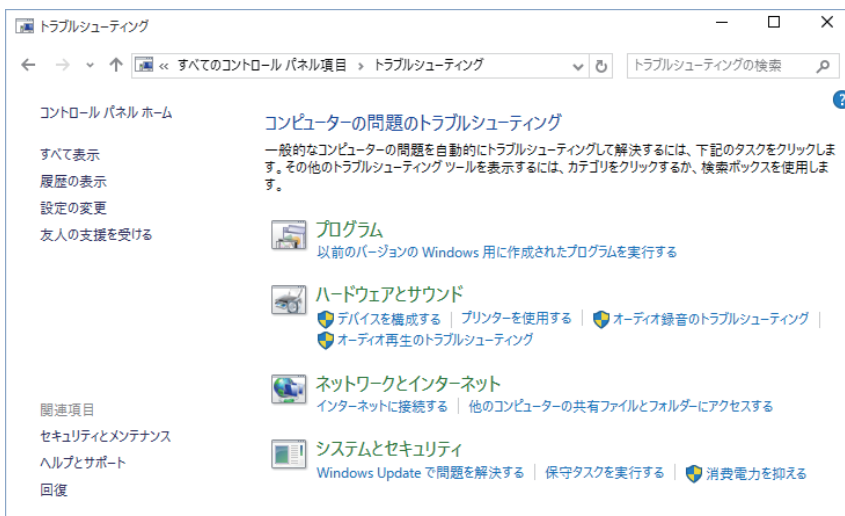 トラブルシューティング
« すべてのコントロール パネル項目 › トラブルシューティング
トラブルシューティングの検索
コントロール パネル ホーム
すべて表示
履歴の表示
設定の変更
友人の支援を受ける
関連項目
セキュリティとメンテナンス
ヘルプとサポート
回復
コンピューターの問題のトラブルシューティング
一般的なコンピューターの問題を自動的にトラブルシューティングして解決するには、下記のタスクをクリックしま
す。その他のトラブルシューティング ツールを表示するには、カテゴリをクリックするか、検索ボックスを使用しま
す。
プログラム
以前のバージョンの Windows 用に作成されたプログラムを実行する
ハードウェアとサウンド
デバイスを構成する | プリンターを使用する | オーディオ録音のトラブルシューティング |
オーディオ再生のトラブルシューティング
ネットワークとインターネット
インターネットに接続する | 他のコンピューターの共有ファイルとフォルダーにアクセスする
システムとセキュリティ
Windows Update で問題を解決する | 保守タスクを実行する | 消費電力を抑える